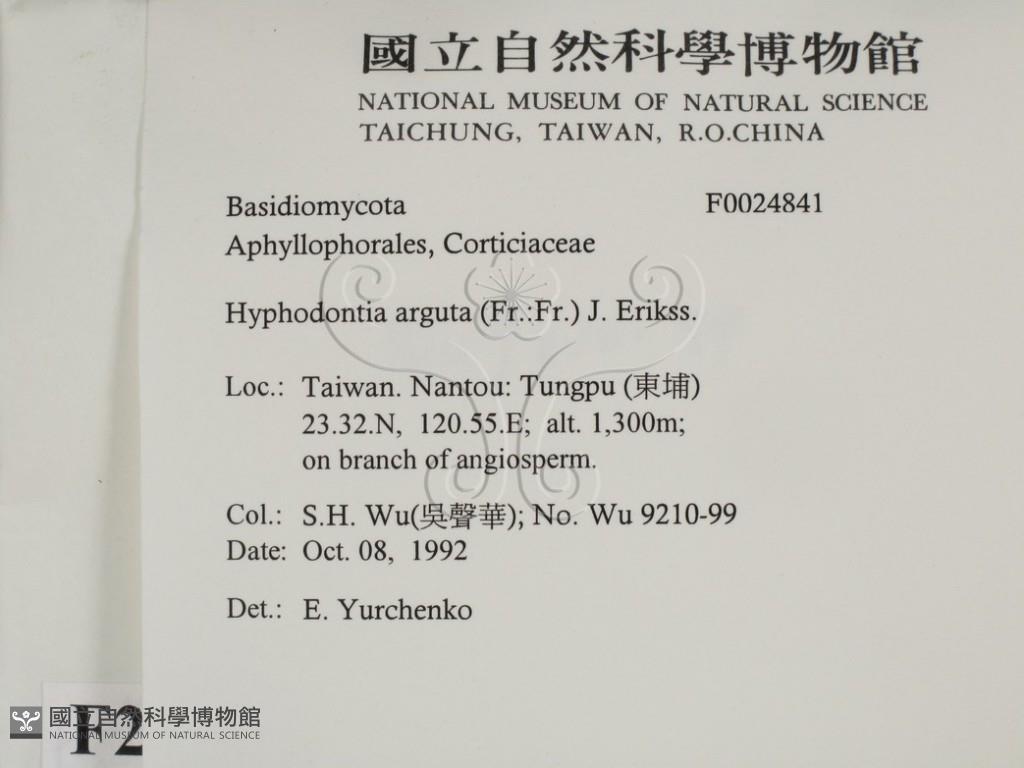 國立自然科學博物館
NATIONAL MUSEUM OF NATURAL SCIENCE
TAICHUNG, TAIWAN, R.O.CHINA
Basidiomycota F0024841
Aphyllophorales, Corticiaceae
Hyphodontia arguta (Fr.:Fr.) J. Erikss.
Loc.: Taiwan. Nantou: Tungpu (東埔)
23.32.N, 120.55.E; alt. 1,300m;
on branch of angiosperm.
Col.: S.H. Wu(吳聲華); No. Wu 9210-99
Date: Oct. 08, 1992
Det.: E. Yurchenko
F2
國立自然科學博物館
NATIONAL MUSEUM OF NATURAL SCIENCE